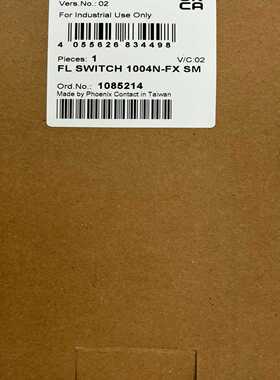 Vers.No.: 02
For Industrial Use Only
CA
4 055626 834498
Pieces: 1
V/C:02
FL SWITCH 1004N-FX SM
Ord.No.: 1085214
Made by Phoenix Contact in Taiwan